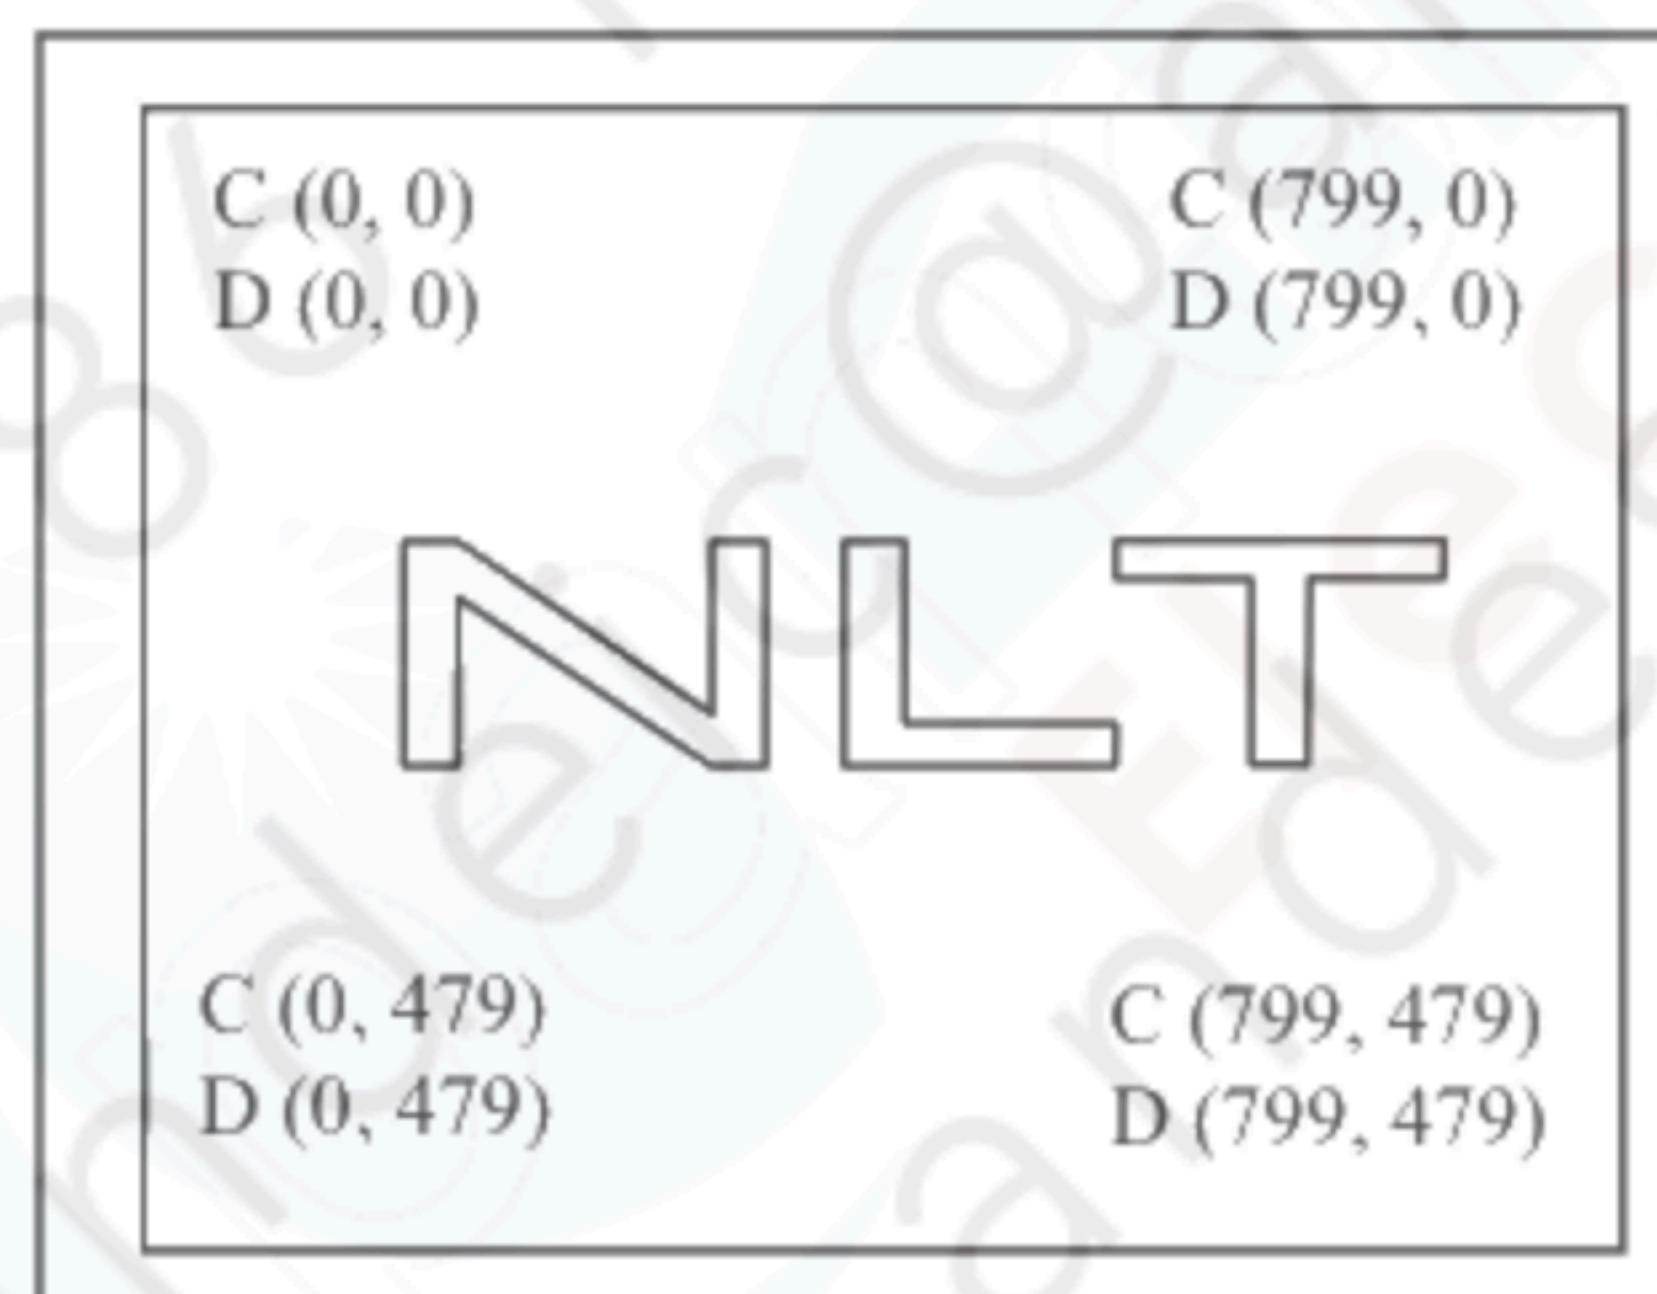 C (0, 0)
D (0, 0)
C (799, 0)
D (799, 0)
NLT
C (0, 479)
D (0, 479)
C (799, 479)
D (799, 479)